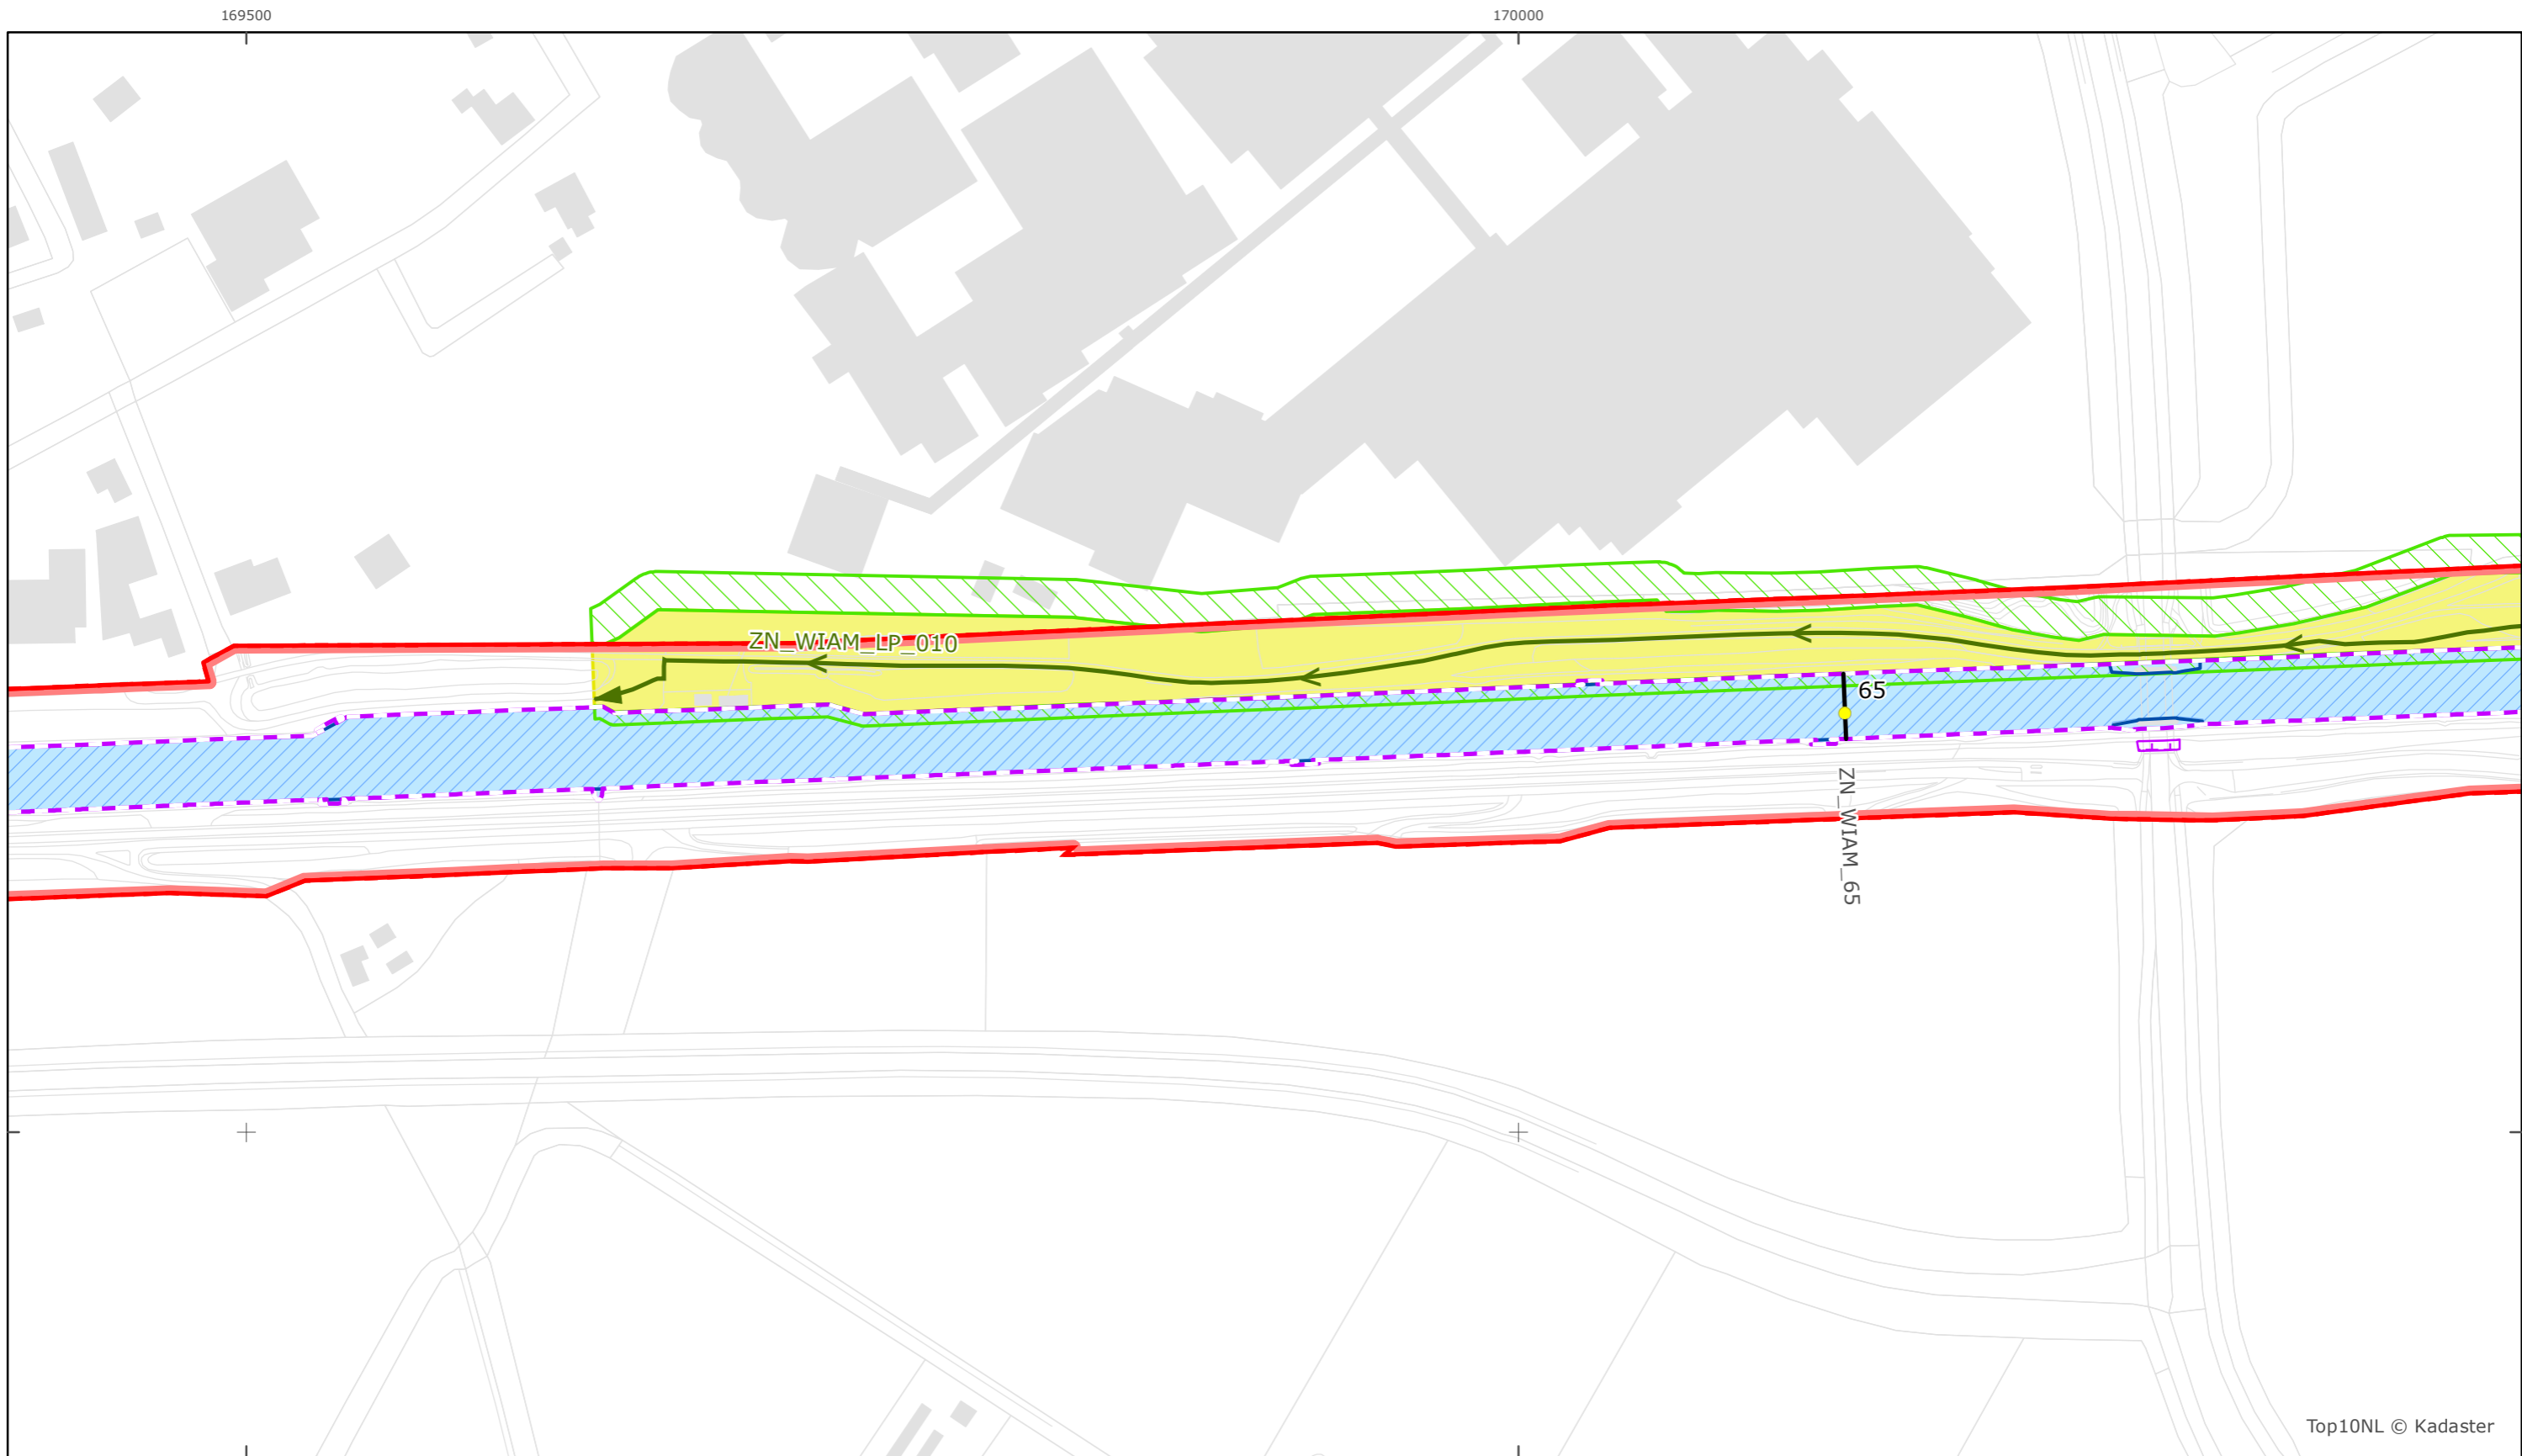 169500
170000
ZN_WIAM_LP_010
65
ZN_WIAM_65
Top10NL © Kadaster